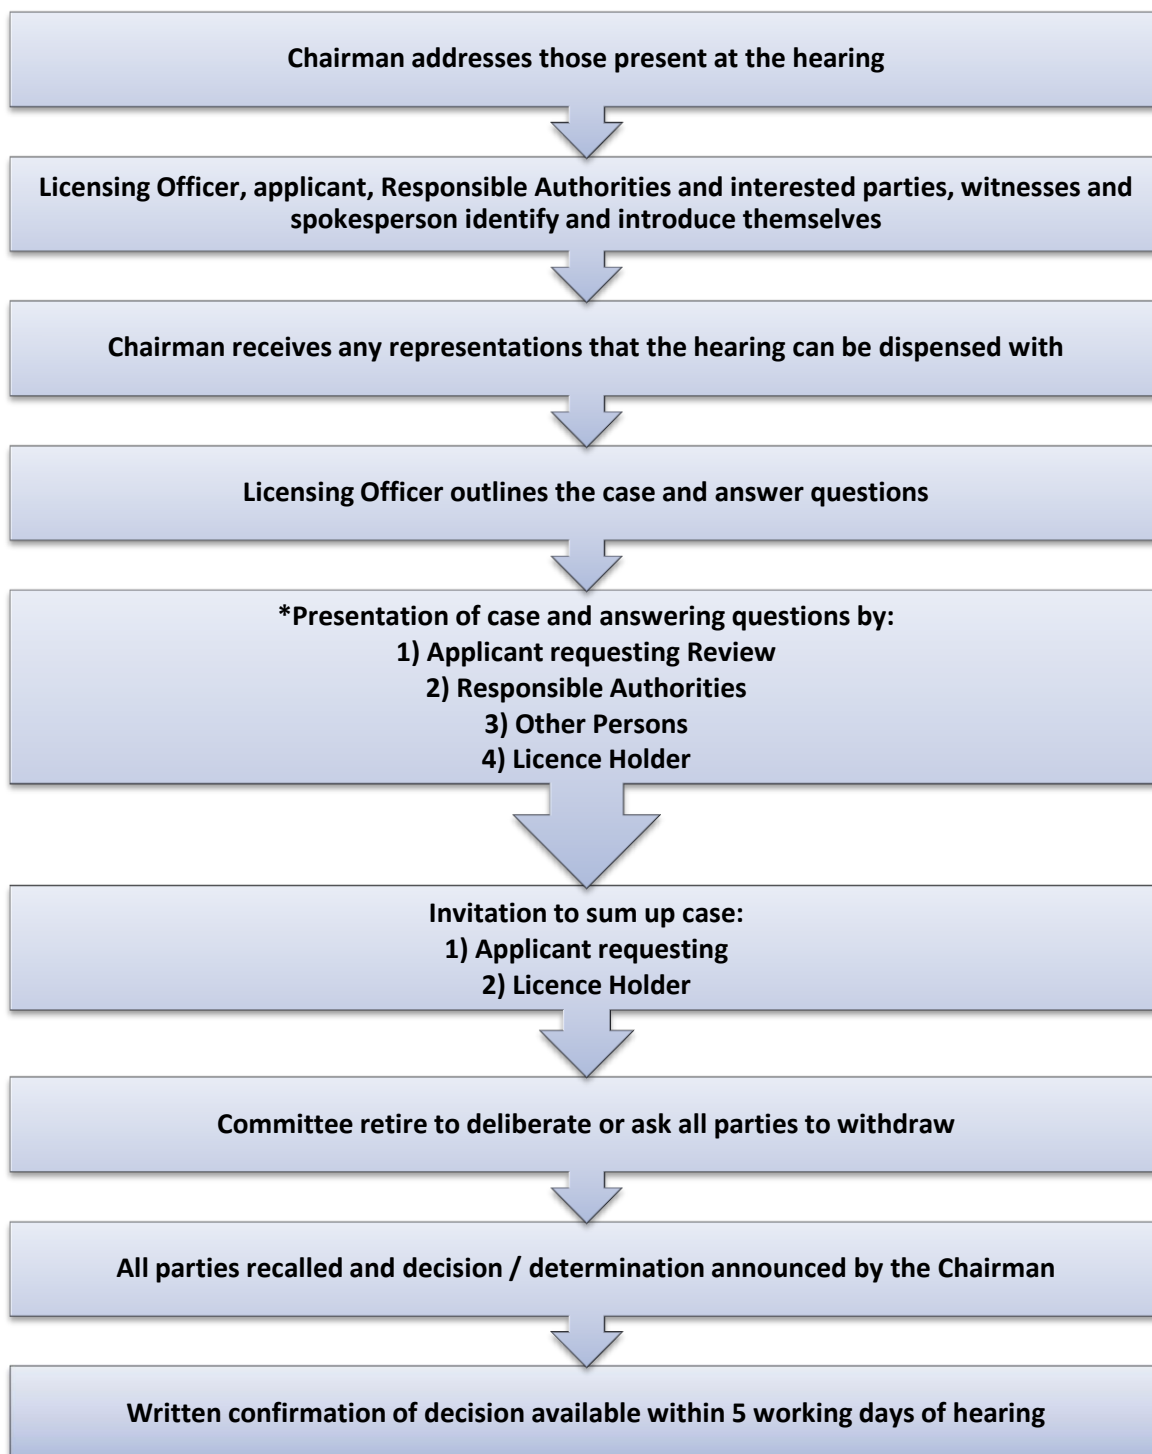 Chairman addresses those present at the hearing
Licensing Officer, applicant, Responsible Authorities and interested parties, witnesses and
spokesperson identify and introduce themselves
Chairman receives any representations that the hearing can be dispensed with
Licensing Officer outlines the case and answer questions
*Presentation of case and answering questions by:
1) Applicant requesting Review
2) Responsible Authorities
3) Other Persons
4) Licence Holder
Invitation to sum up case:
1) Applicant requesting
2) Licence Holder
Committee retire to deliberate or ask all parties to withdraw
All parties recalled and decision / determination announced by the Chairman
Written confirmation of decision available within 5 working days of hearing